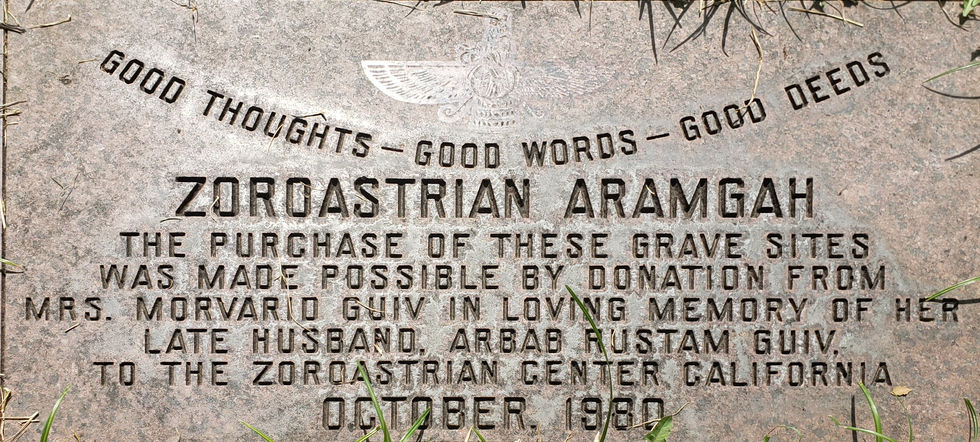 GOOD THOUGHTS — GOOD WORDS — GOOD DEEDS
ZOROASTRIAN ARAMGAH
THE PURCHASE OF THESE GRAVE SITES
WAS MADE POSSIBLE BY DONATION FROM
MRS. MORVARID GUIV IN LOVING MEMORY OF HER
LATE HUSBAND, ARBAB RUSTAM GUIV,
TO THE ZOROASTRIAN CENTER CALIFORNIA
OCTOBER, 1980